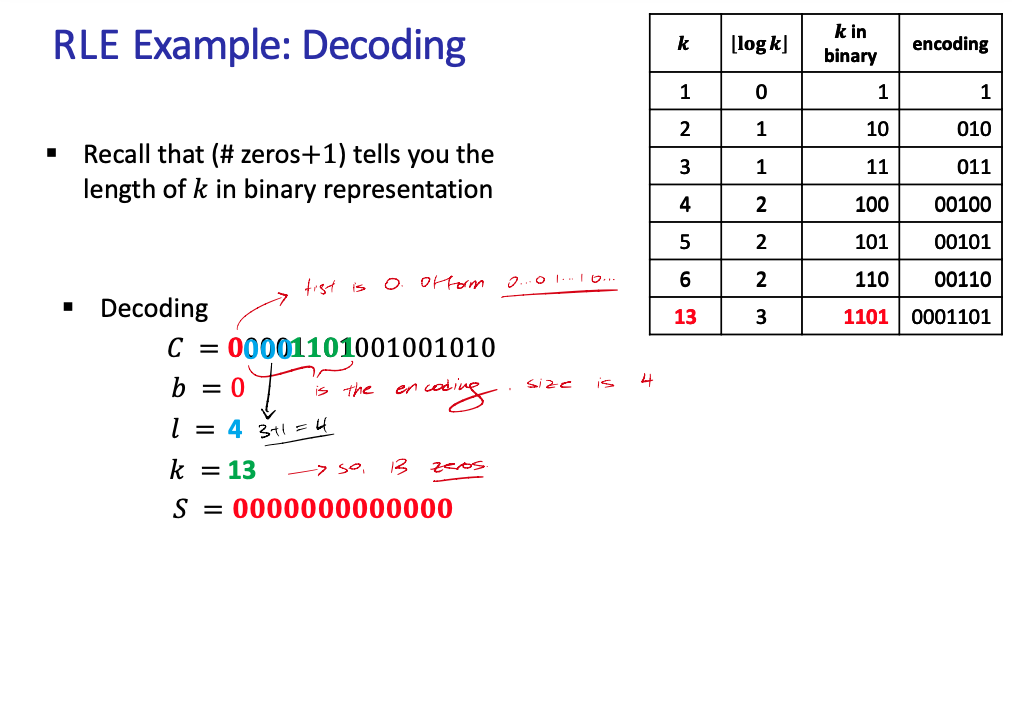 RLE Example: Decoding
k ⌊log k⌋ k in binary encoding
1 0 1 1
2 1 10 010
3 1 11 011
4 2 100 00100
5 2 101 00101
6 2 110 00110
13 3 1101 0001101
▪ Recall that (# zeros+1) tells you the
length of k in binary representation
first is 0. Of form 0...01...10...
▪ Decoding
C = 00001101001001010
b = 0 is the encoding. size is 4
l = 4 3+1 = 4
k = 13 → so, 13 zeros
S = 0000000000000